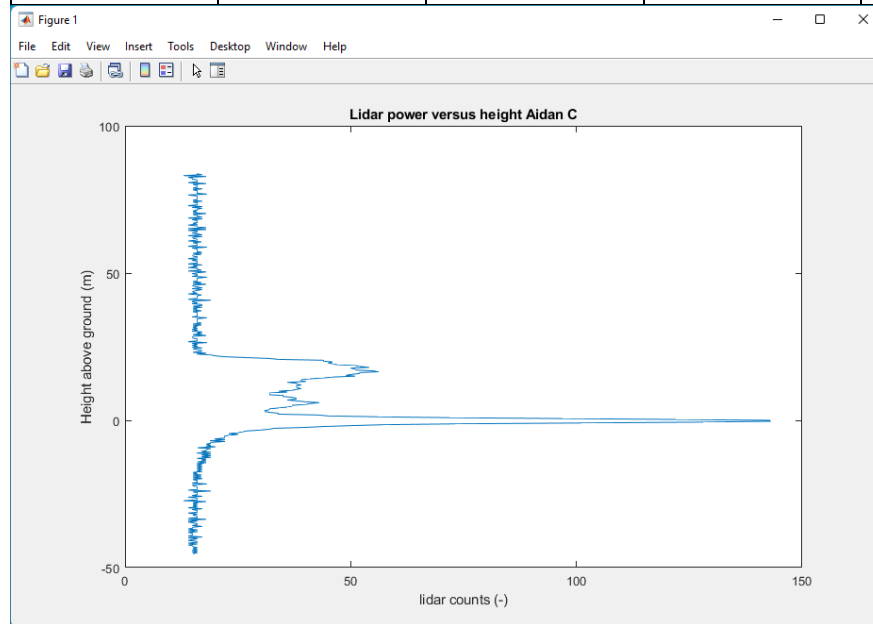 Figure 1
File Edit View Insert Tools Desktop Window Help
Lidar power versus height Aidan C
100
50
0
-50
Height above ground (m)
0 50 100 150
lidar counts (-)